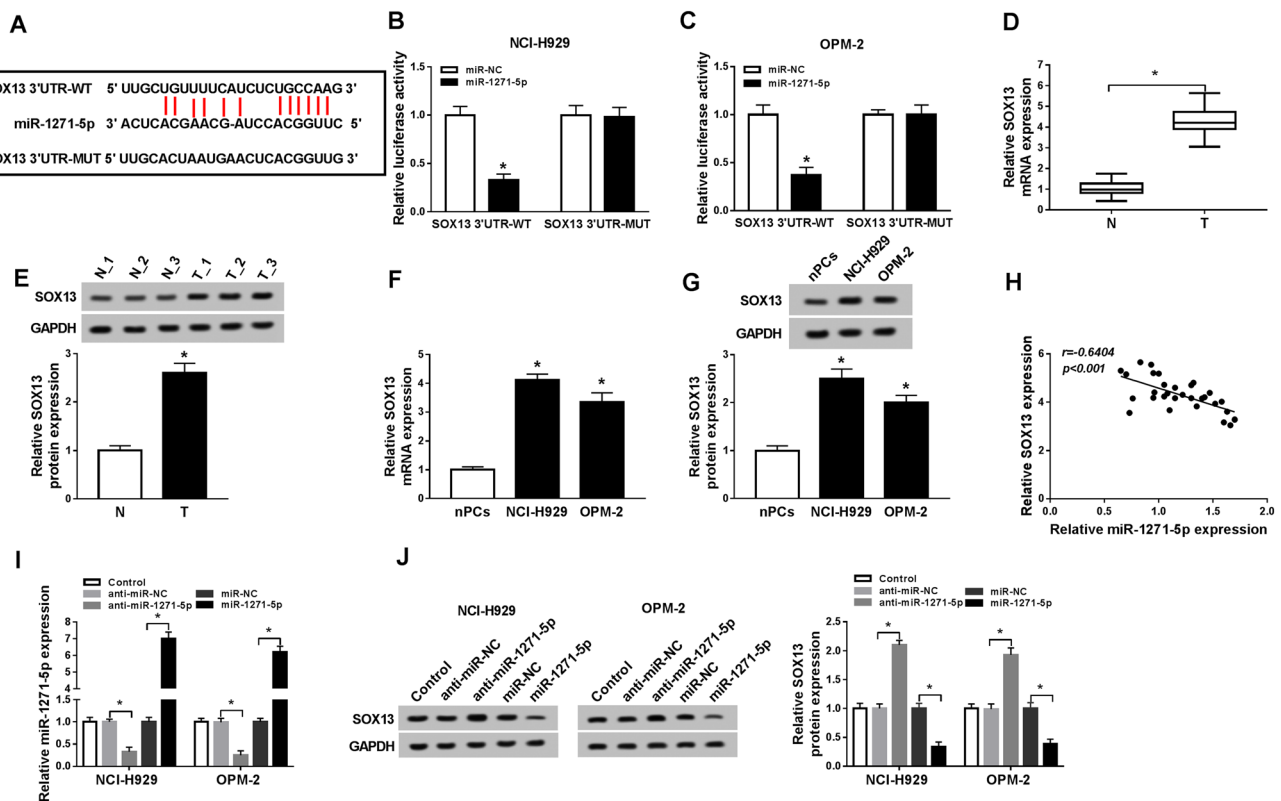 A
OX13 3'UTR-WT 5' UUGCUGUUUUCAUCUCUGCCAAG 3'
miR-1271-5p 3' ACUCACGAACG-AUCCACGGUUC 5'
OX13 3'UTR-MUT 5' UUGCACUAAUGAACUCACGGUUG 3'
B
NCI-H929
miR-NC
miR-1271-5p
Relative luciferase activity
1.5
1.0
0.5
0.0
*
SOX13 3'UTR-WT SOX13 3'UTR-MUT
C
OPM-2
miR-NC
miR-1271-5p
Relative luciferase activity
1.5
1.0
0.5
0.0
*
SOX13 3'UTR-WT SOX13 3'UTR-MUT
D
Relative SOX13
mRNA expression
7
6
5
4
3
2
1
0
*
N T
E
N_1 N_2 N_3 T_1 T_2 T_3
SOX13
GAPDH
Relative SOX13
protein expression
3
2
1
0
*
N T
F
Relative SOX13
mRNA expression
5
4
3
2
1
0
* *
nPCs NCI-H929 OPM-2
G
nPCs NCI-H929 OPM-2
SOX13
GAPDH
Relative SOX13
protein expression
3
2
1
0
* *
nPCs NCI-H929 OPM-2
H
Relative SOX13 expression
6
4
2
0
r=-0.6404
p<0.001
0.0 0.5 1.0 1.5 2.0
Relative miR-1271-5p expression
I
Control
anti-miR-NC miR-NC
anti-miR-1271-5p miR-1271-5p
Relative miR-1271-5p expression
8
7
6
5
4
1.5
1.0
0.5
0.0
* * * *
NCI-H929 OPM-2
J
NCI-H929 OPM-2
Control anti-miR-NC anti-miR-1271-5p miR-NC miR-1271-5p
Control anti-miR-NC anti-miR-1271-5p miR-NC miR-1271-5p
SOX13
GAPDH
Control
anti-miR-NC miR-NC
anti-miR-1271-5p miR-1271-5p
Relative SOX13
protein expression
2.5
2.0
1.5
1.0
0.5
0.0
* * * *
NCI-H929 OPM-2